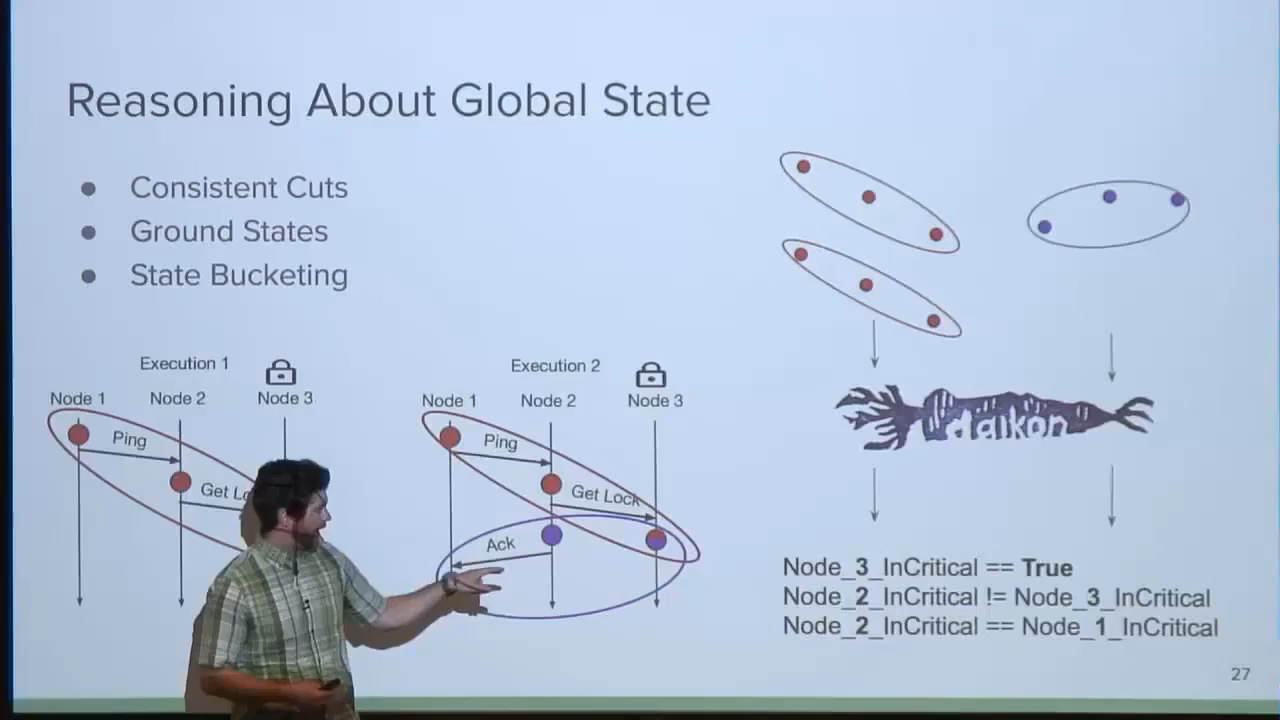 Reasoning About Global State
● Consistent Cuts
● Ground States
● State Bucketing
Execution 1
Node 1 Node 2 Node 3
Ping
Get
Execution 2
Node 1 Node 2 Node 3
Ping
Get Lock
Ack
daikon
Node_3_InCritical == True
Node_2_InCritical != Node_3_InCritical
Node_2_InCritical == Node_1_InCritical
27